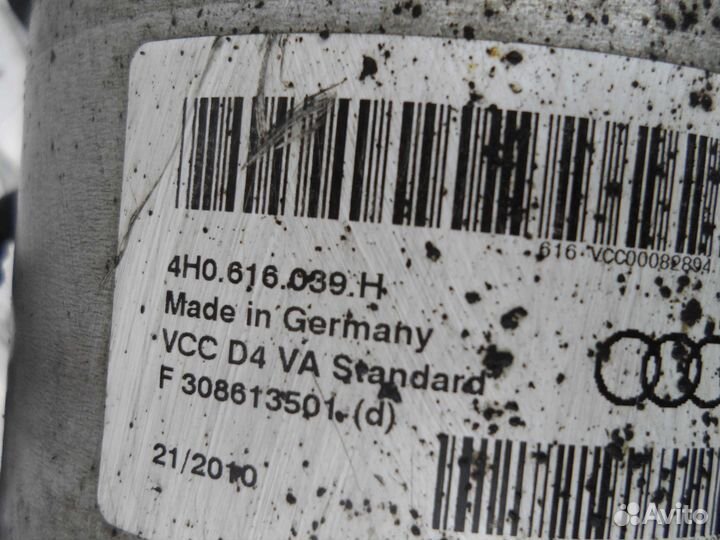 616 VCC00082894
4H0.616.039.H
Made in Germany
VCC D4 VA Standard
F 308613501.(d)
21/2010
Avito